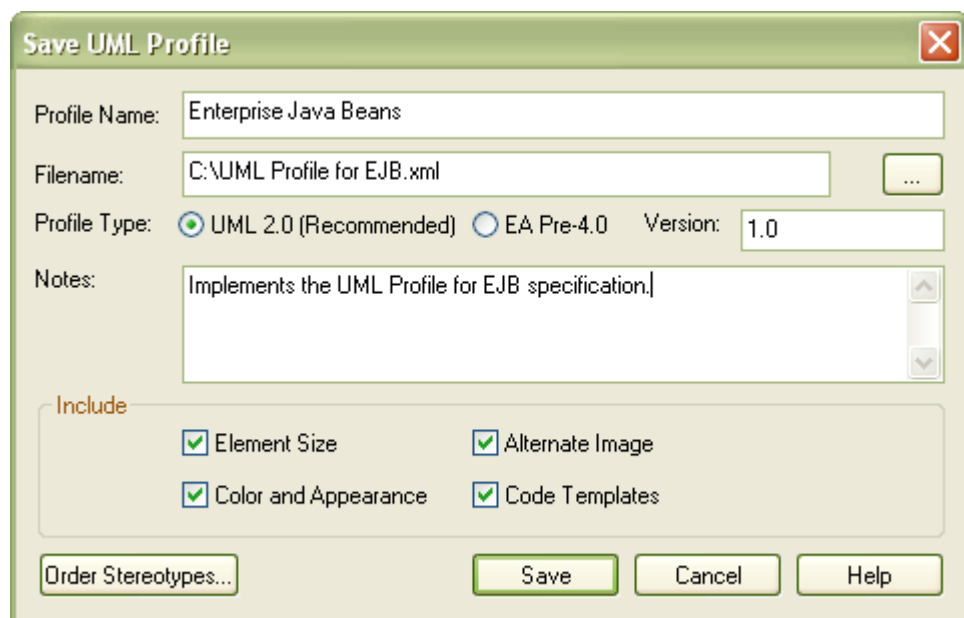 Save UML Profile
Profile Name: Enterprise Java Beans
Filename: C:\UML Profile for EJB.xml ...
Profile Type: UML 2.0 (Recommended) EA Pre-4.0 Version: 1.0
Notes: Implements the UML Profile for EJB specification.
Include
Element Size Alternate Image
Color and Appearance Code Templates
Order Stereotypes... Save Cancel Help